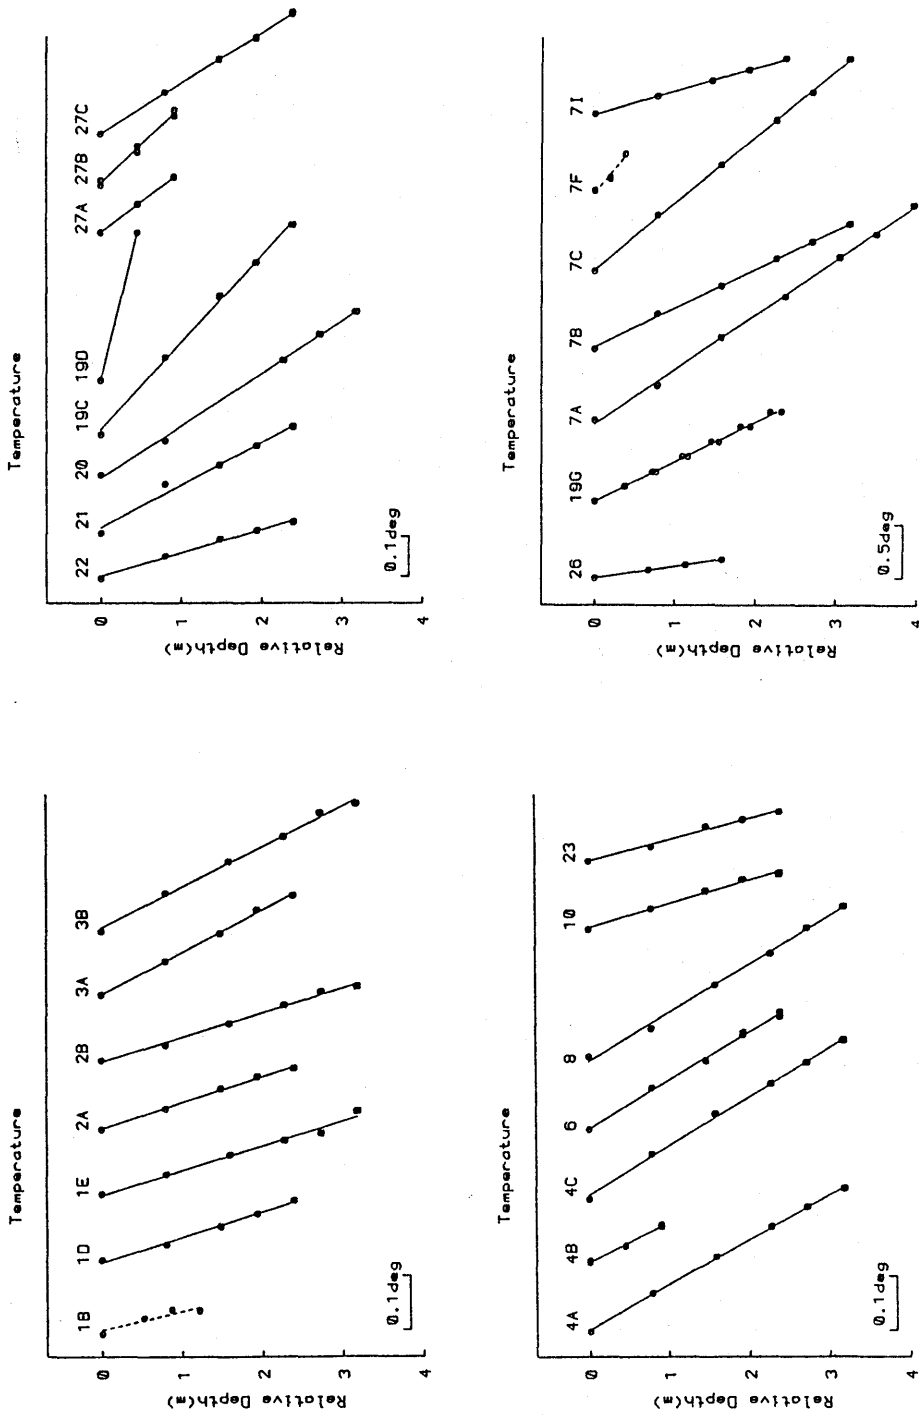 Temperature
1B 1D 1E 2A 2B 3A 3B
0
1
2
3
4
Relative Depth(m)
0.1deg
Temperature
22 21 20 19C 19D 27A 27B 27C
0
1
2
3
4
Relative Depth(m)
0.1deg
Temperature
4A 4B 4C 6 8 10 23
0
1
2
3
4
Relative Depth(m)
0.1deg
Temperature
26 19G 7A 7B 7C 7F 7I
0
1
2
3
4
Relative Depth(m)
0.5deg